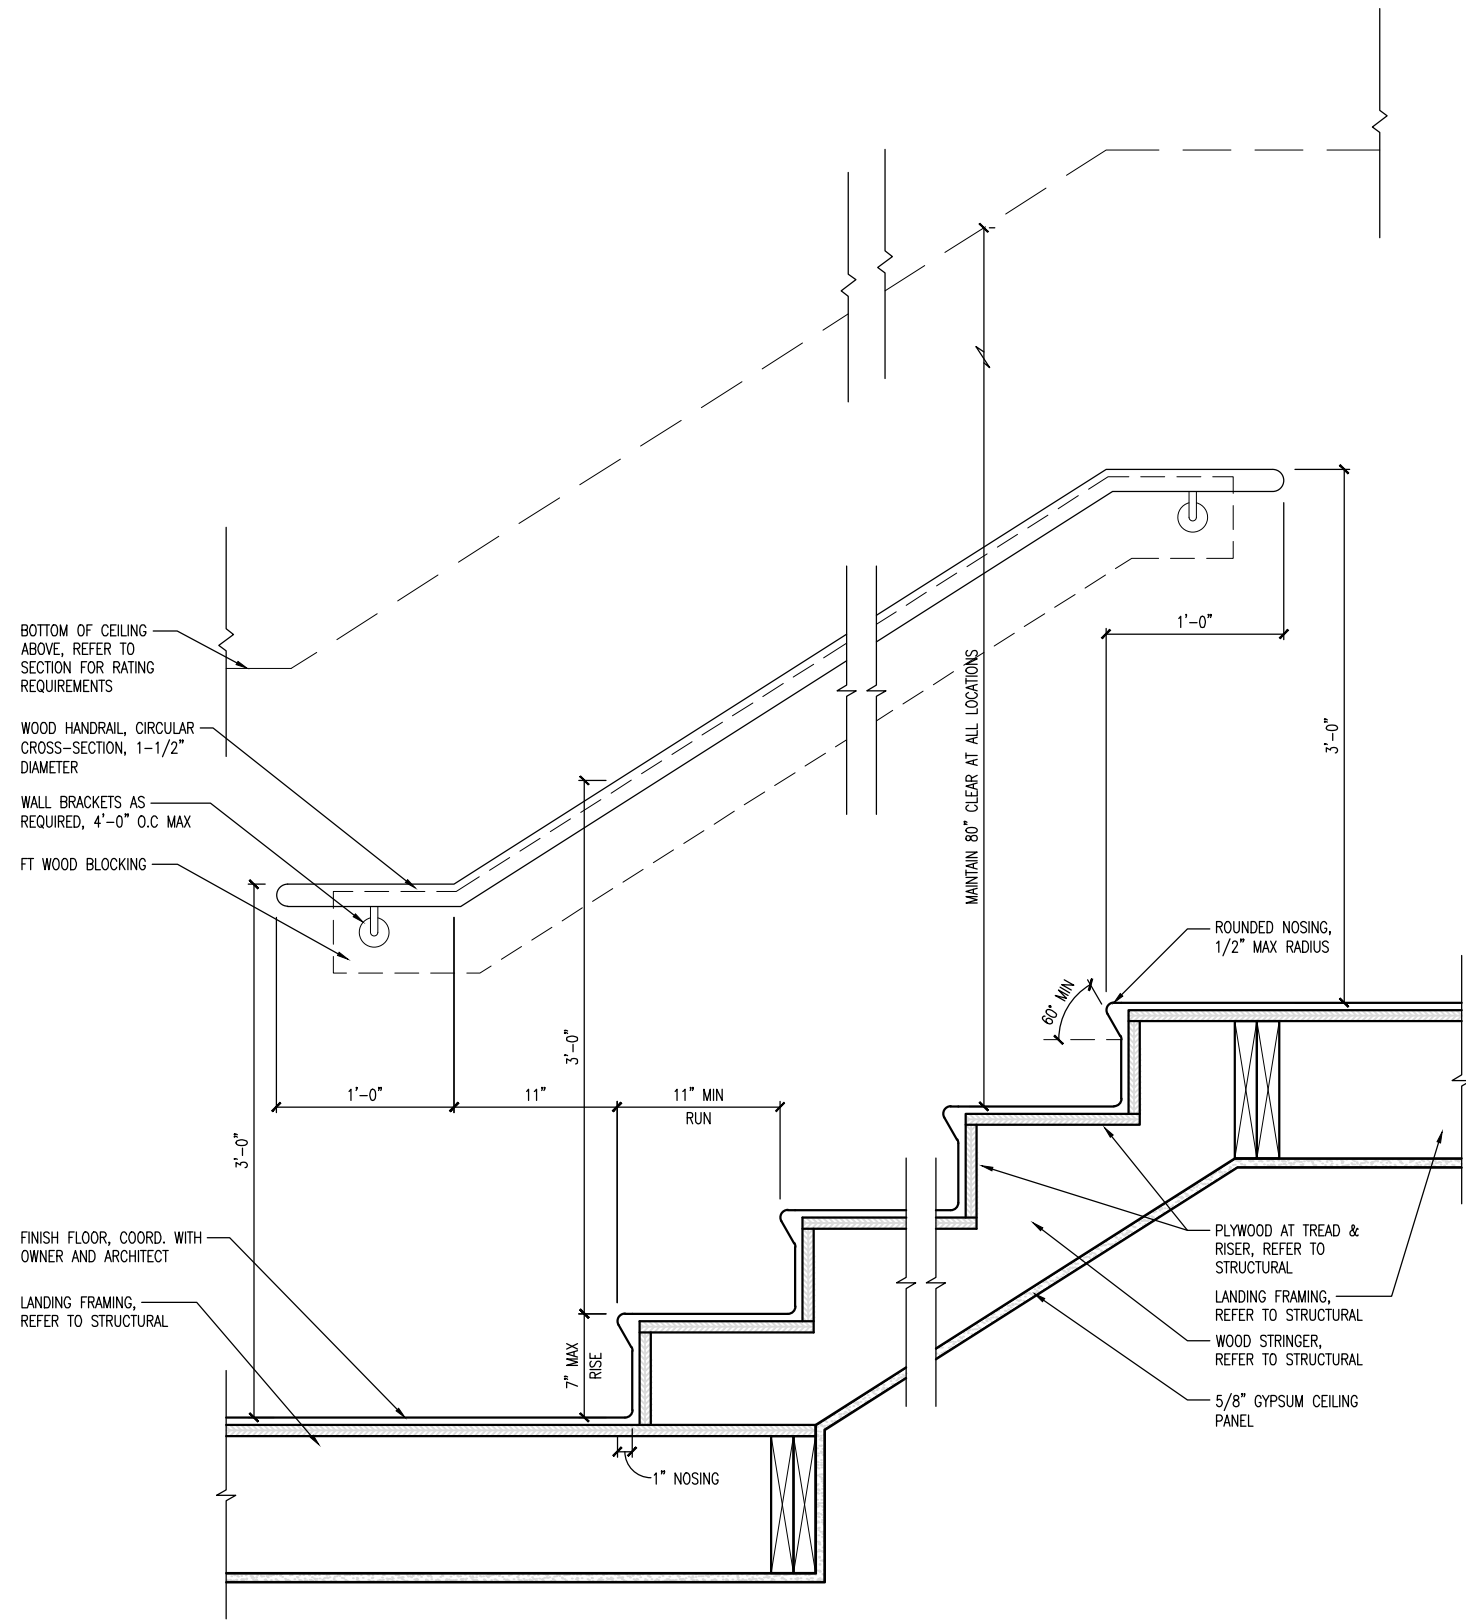 BOTTOM OF CEILING
ABOVE, REFER TO
SECTION FOR RATING
REQUIREMENTS
WOOD HANDRAIL, CIRCULAR
CROSS-SECTION, 1-1/2"
DIAMETER
WALL BRACKETS AS
REQUIRED, 4'-0" O.C MAX
FT WOOD BLOCKING
1'-0"
3'-0"
MAINTAIN 80" CLEAR AT ALL LOCATIONS
ROUNDED NOSING,
1/2" MAX RADIUS
60° MIN
3'-0"
1'-0"
11"
11" MIN
RUN
3'-0"
FINISH FLOOR, COORD. WITH
OWNER AND ARCHITECT
LANDING FRAMING,
REFER TO STRUCTURAL
7" MAX
RISE
1" NOSING
PLYWOOD AT TREAD &
RISER, REFER TO
STRUCTURAL
LANDING FRAMING,
REFER TO STRUCTURAL
WOOD STRINGER,
REFER TO STRUCTURAL
5/8" GYPSUM CEILING
PANEL